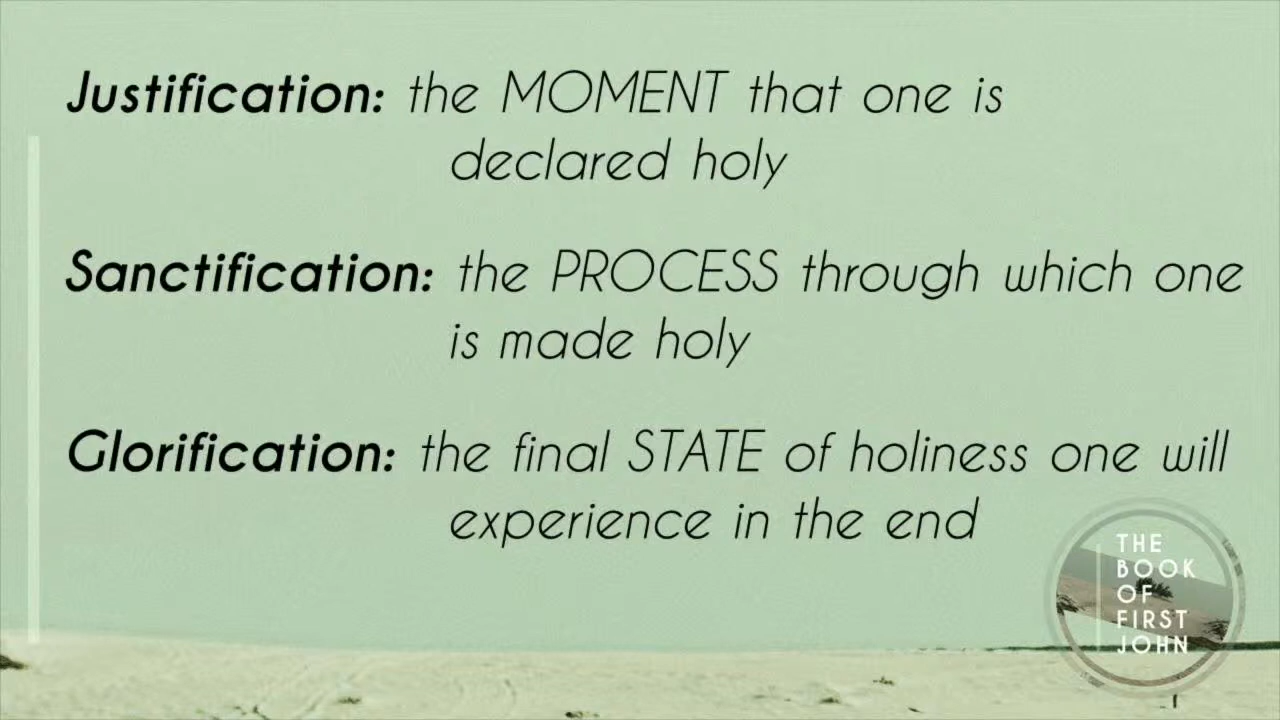 Justification: the MOMENT that one is
declared holy
Sanctification: the PROCESS through which one
is made holy
Glorification: the final STATE of holiness one will
experience in the end
THE
BOOK
OF
FIRST
JOHN